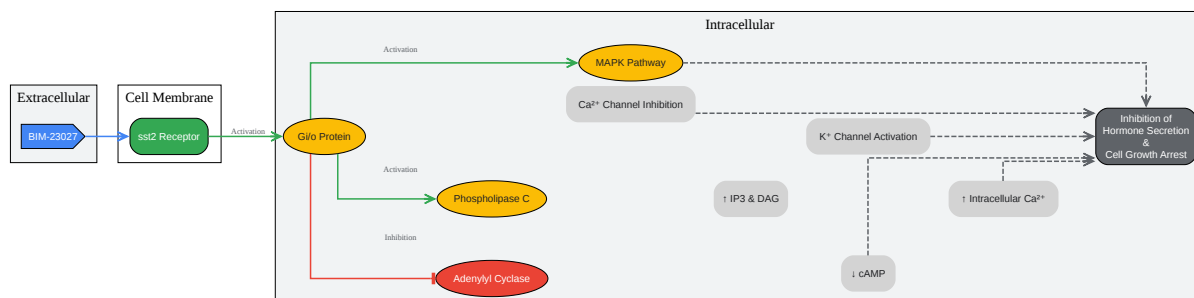 Intracellular
Activation
MAPK Pathway
Extracellular
Cell Membrane
Ca²⁺ Channel Inhibition
BIM-23027
sst2 Receptor
Activation
Gi/o Protein
K⁺ Channel Activation
Inhibition of
Hormone Secretion
&
Cell Growth Arrest
Activation
Phospholipase C
↑ IP3 & DAG
↑ Intracellular Ca²⁺
Inhibition
Adenylyl Cyclase
↓ cAMP